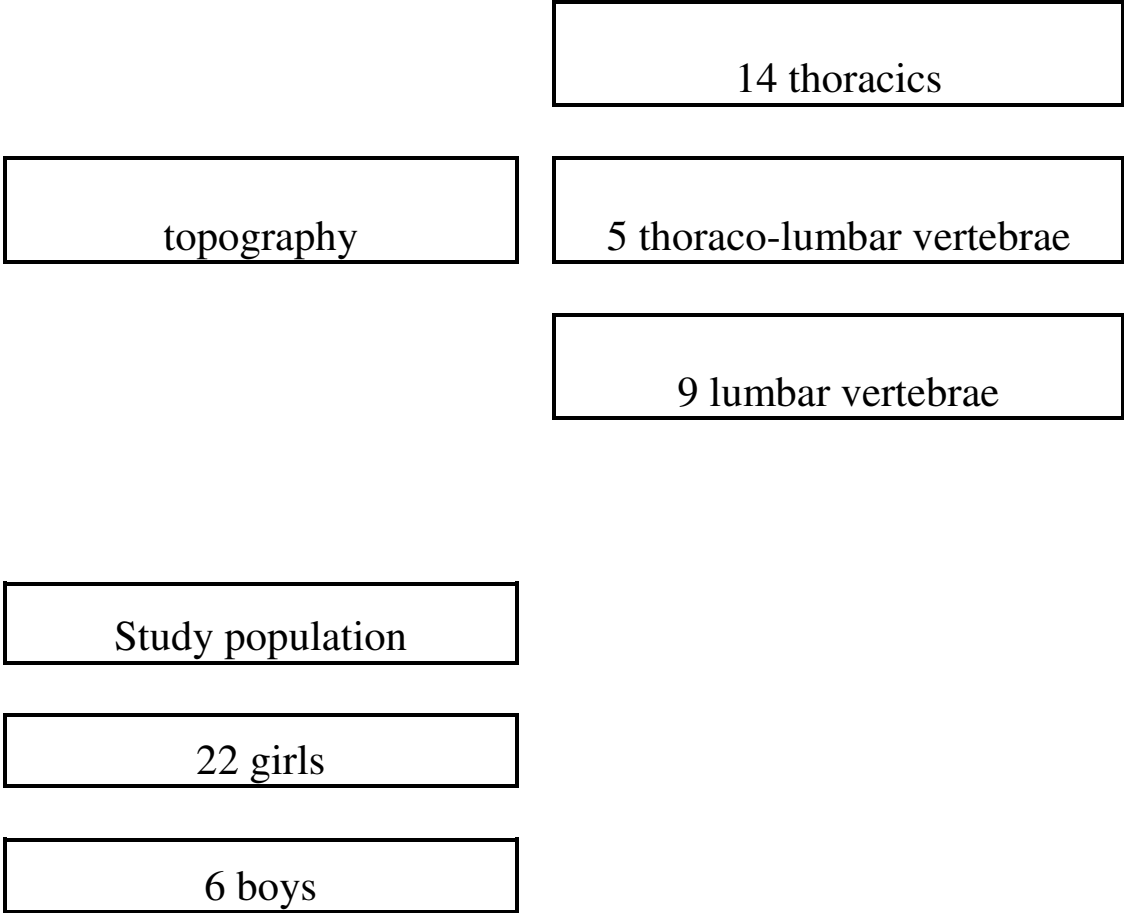 14 thoracics
topography
5 thoraco-lumbar vertebrae
9 lumbar vertebrae
Study population
22 girls
6 boys